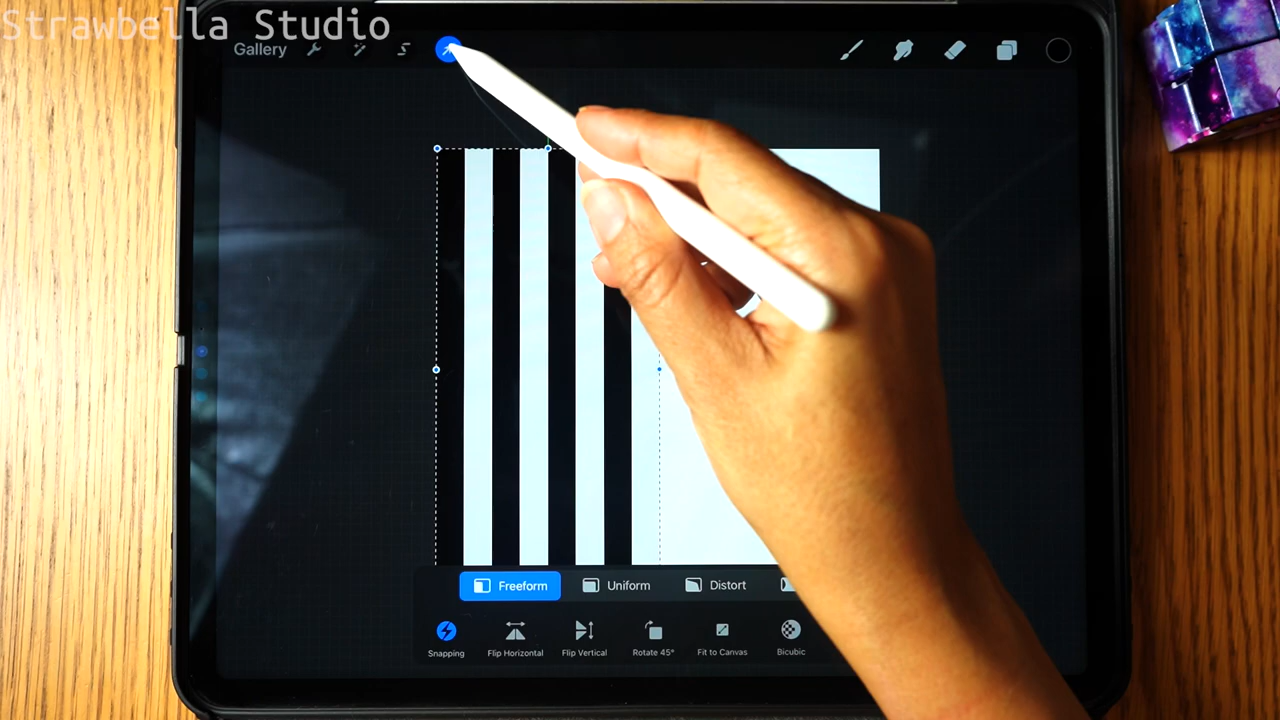 Strawbella Studio
Gallery
Freeform Uniform Distort
Snapping Flip Horizontal Flip Vertical Rotate 45° Fit to Canvas Bicubic